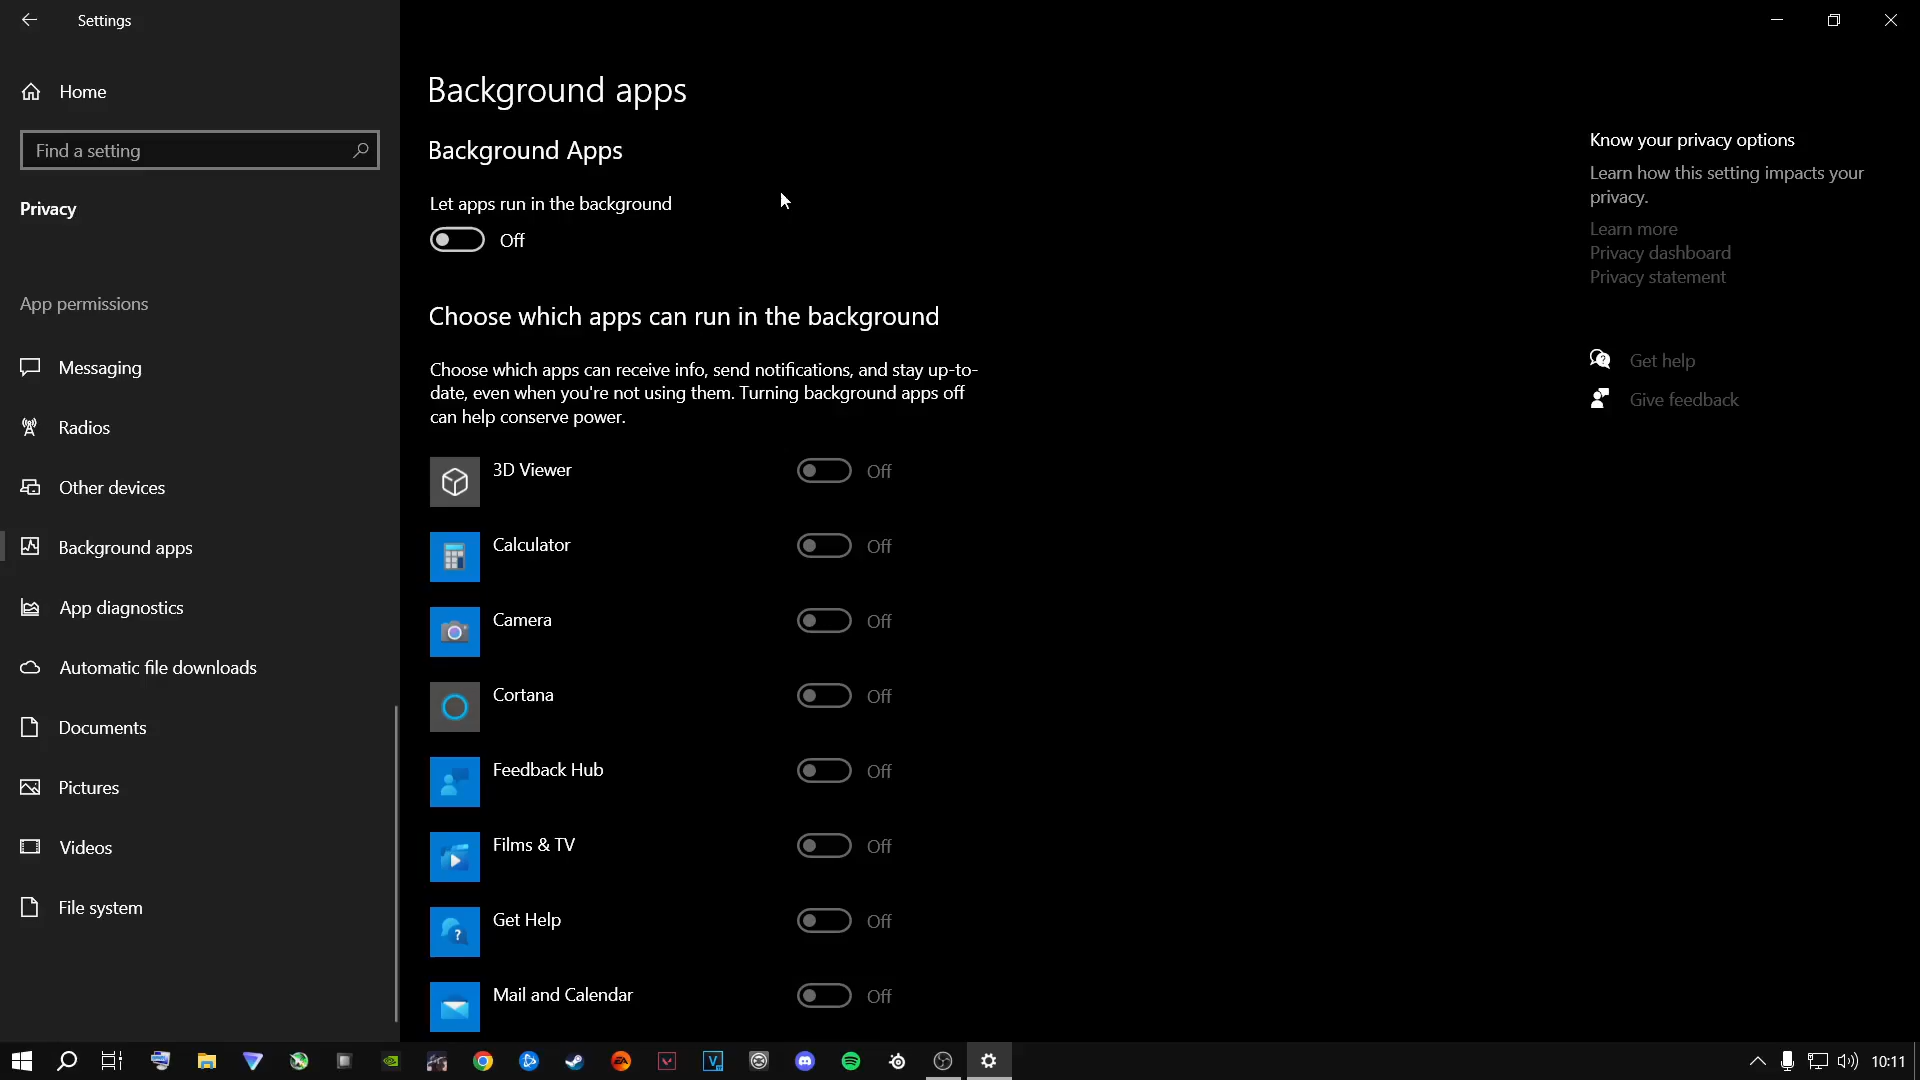 Settings
Home
Find a setting
Privacy
App permissions
Messaging
Radios
Other devices
Background apps
App diagnostics
Automatic file downloads
Documents
Pictures
Videos
File system
Background apps
Background Apps
Let apps run in the background
Off
Choose which apps can run in the background
Choose which apps can receive info, send notifications, and stay up-to-
date, even when you're not using them. Turning background apps off
can help conserve power.
3D Viewer Off
Calculator Off
Camera Off
Cortana Off
Feedback Hub Off
Films & TV Off
Get Help Off
Mail and Calendar Off
Know your privacy options
Learn how this setting impacts your
privacy.
Learn more
Privacy dashboard
Privacy statement
Get help
Give feedback
EA
V
10:11